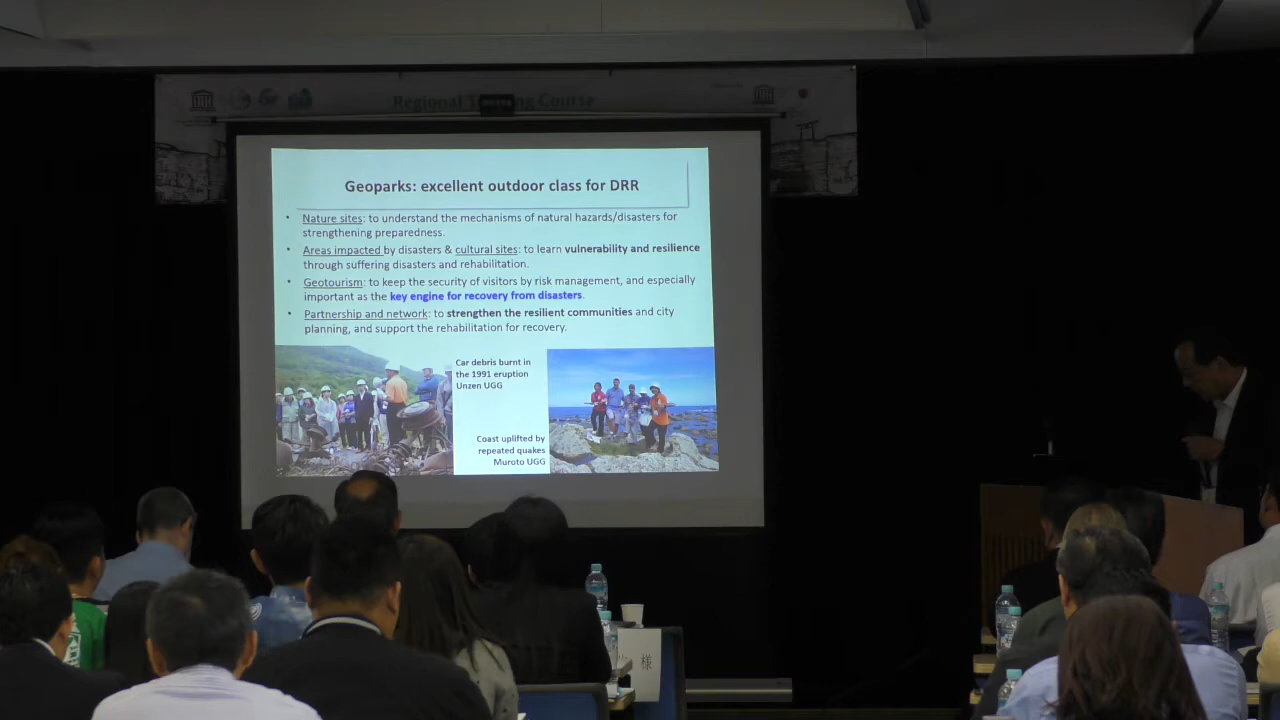 Regional Training Course
Geoparks: excellent outdoor class for DRR
• Nature sites: to understand the mechanisms of natural hazards/disasters for
strengthening preparedness.
• Areas impacted by disasters & cultural sites: to learn vulnerability and resilience
through suffering disasters and rehabilitation.
• Geotourism: to keep the security of visitors by risk management, and especially
important as the key engine for recovery from disasters.
• Partnership and network: to strengthen the resilient communities and city
planning, and support the rehabilitation for recovery.
Car debris burnt in
the 1991 eruption
Unzen UGG
Coast uplifted by
repeated quakes
Muroto UGG
様